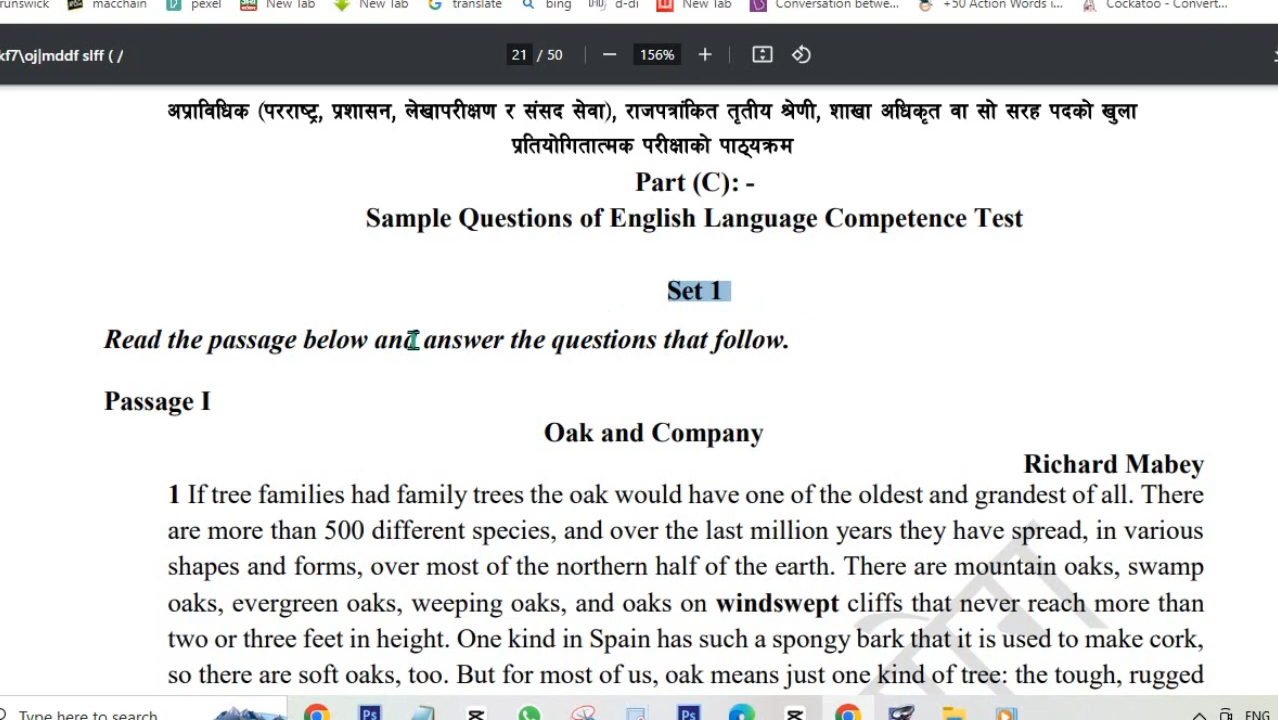 macchain pexel New Tab New Tab translate bing d-di New Tab Conversation betwe... +50 Action Words i... Cockatoo - Convert...
kf7\oj|mddf slff ( / 21 / 50 156%
अप्राविधिक (परराष्ट्र, प्रशासन, लेखापरीक्षण र संसद सेवा), राजपत्रांकित तृतीय श्रेणी, शाखा अधिकृत वा सो सरह पदको खुला
प्रतियोगितात्मक परीक्षाको पाठ्यक्रम
Part (C): -
Sample Questions of English Language Competence Test
Set 1
Read the passage below and answer the questions that follow.
Passage I
Oak and Company
Richard Mabey
1 If tree families had family trees the oak would have one of the oldest and grandest of all. There
are more than 500 different species, and over the last million years they have spread, in various
shapes and forms, over most of the northern half of the earth. There are mountain oaks, swamp
oaks, evergreen oaks, weeping oaks, and oaks on windswept cliffs that never reach more than
two or three feet in height. One kind in Spain has such a spongy bark that it is used to make cork,
so there are soft oaks, too. But for most of us, oak means just one kind of tree: the tough, rugged
Type here to search ENG